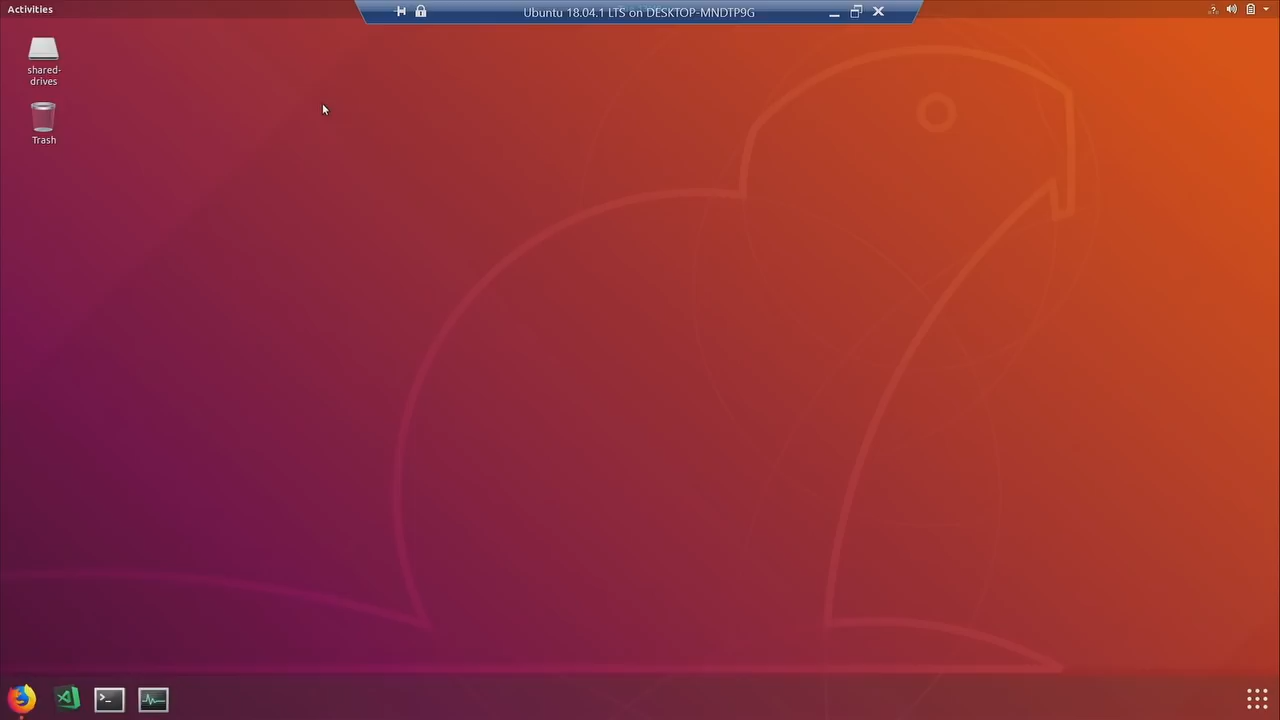 Activities
Ubuntu 18.04.1 LTS on DESKTOP-MNDTP9G
shared-
drives
Trash